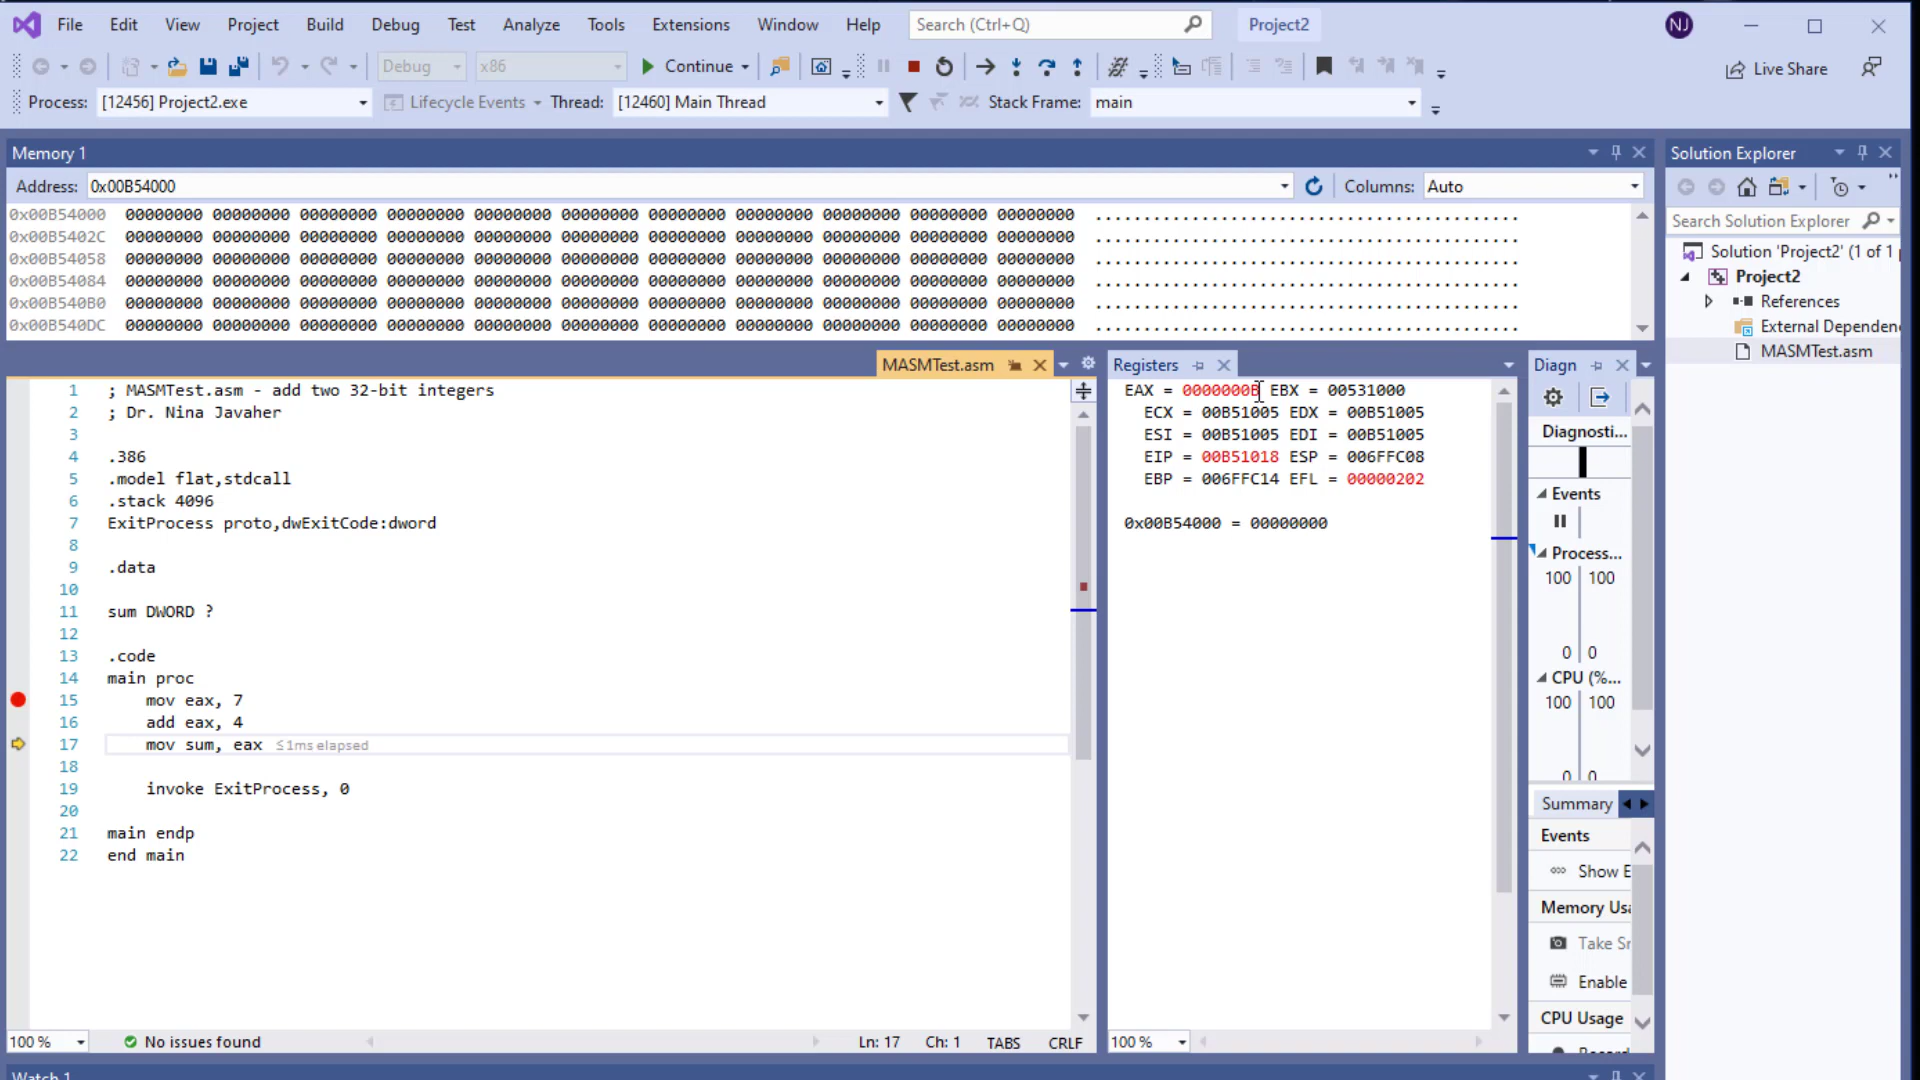 File Edit View Project Build Debug Test Analyze Tools Extensions Window Help Search (Ctrl+Q) Project2 NJ
Debug x86 Continue Live Share
Process: [12456] Project2.exe Lifecycle Events Thread: [12460] Main Thread Stack Frame: main
Memory 1
Address: 0x00B54000 Columns: Auto
0x00B54000 00000000 00000000 00000000 00000000 00000000 00000000 00000000 00000000 00000000 00000000 00000000 ............................................
0x00B5402C 00000000 00000000 00000000 00000000 00000000 00000000 00000000 00000000 00000000 00000000 00000000 ............................................
0x00B54058 00000000 00000000 00000000 00000000 00000000 00000000 00000000 00000000 00000000 00000000 00000000 ............................................
0x00B54084 00000000 00000000 00000000 00000000 00000000 00000000 00000000 00000000 00000000 00000000 00000000 ............................................
0x00B540B0 00000000 00000000 00000000 00000000 00000000 00000000 00000000 00000000 00000000 00000000 00000000 ............................................
0x00B540DC 00000000 00000000 00000000 00000000 00000000 00000000 00000000 00000000 00000000 00000000 00000000 ............................................
MASMTest.asm
1 ; MASMTest.asm - add two 32-bit integers
2 ; Dr. Nina Javaher
3
4 .386
5 .model flat,stdcall
6 .stack 4096
7 ExitProcess proto,dwExitCode:dword
8
9 .data
10
11 sum DWORD ?
12
13 .code
14 main proc
15 mov eax, 7
16 add eax, 4
17 mov sum, eax ≤1ms elapsed
18
19 invoke ExitProcess, 0
20
21 main endp
22 end main
100 % No issues found Ln: 17 Ch: 1 TABS CRLF
Registers
EAX = 0000000B EBX = 00531000
ECX = 00B51005 EDX = 00B51005
ESI = 00B51005 EDI = 00B51005
EIP = 00B51018 ESP = 006FFC08
EBP = 006FFC14 EFL = 00000202
0x00B54000 = 00000000
100 %
Diagn
Diagnosti...
Events
Process...
100 100
0 0
CPU (%...
100 100
0 0
Summary
Events
Show E
Memory Usa
Take Sn
Enable
CPU Usage
Solution Explorer
Search Solution Explorer
Solution 'Project2' (1 of 1 p
Project2
References
External Dependen
MASMTest.asm
Watch 1